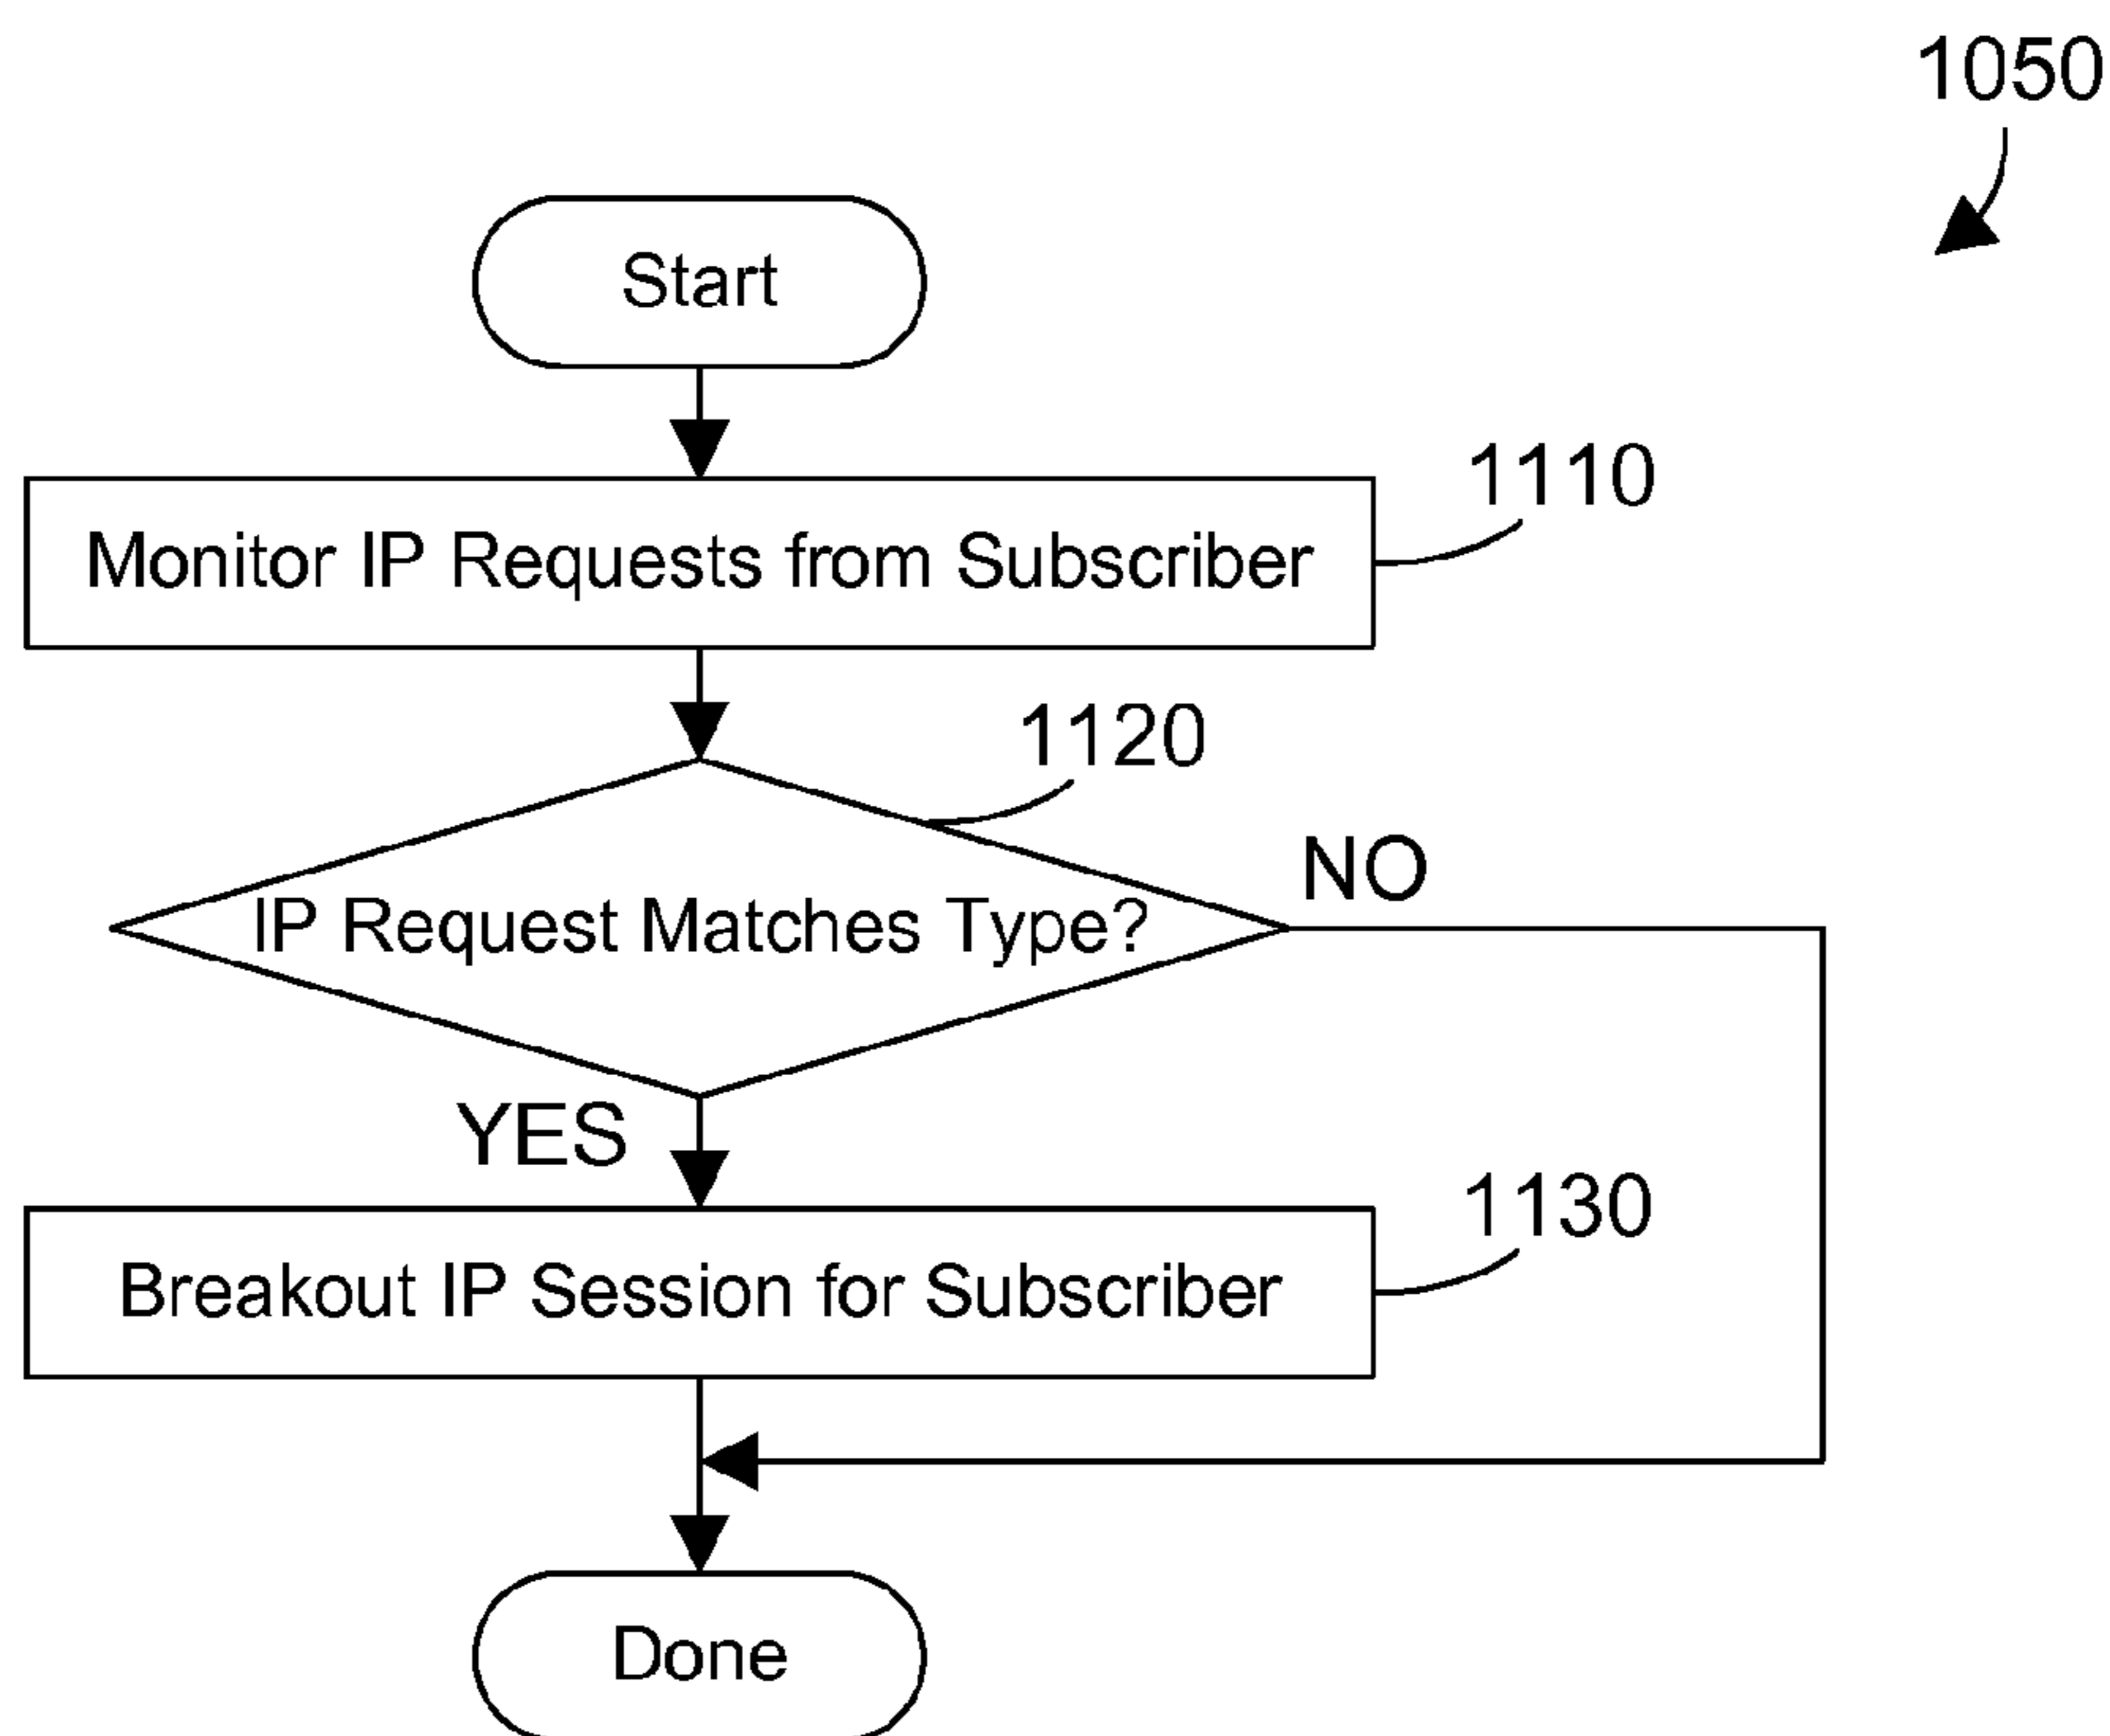 1050
Start
Monitor IP Requests from Subscriber
1110
1120
IP Request Matches Type?
NO
YES
Breakout IP Session for Subscriber
1130
Done